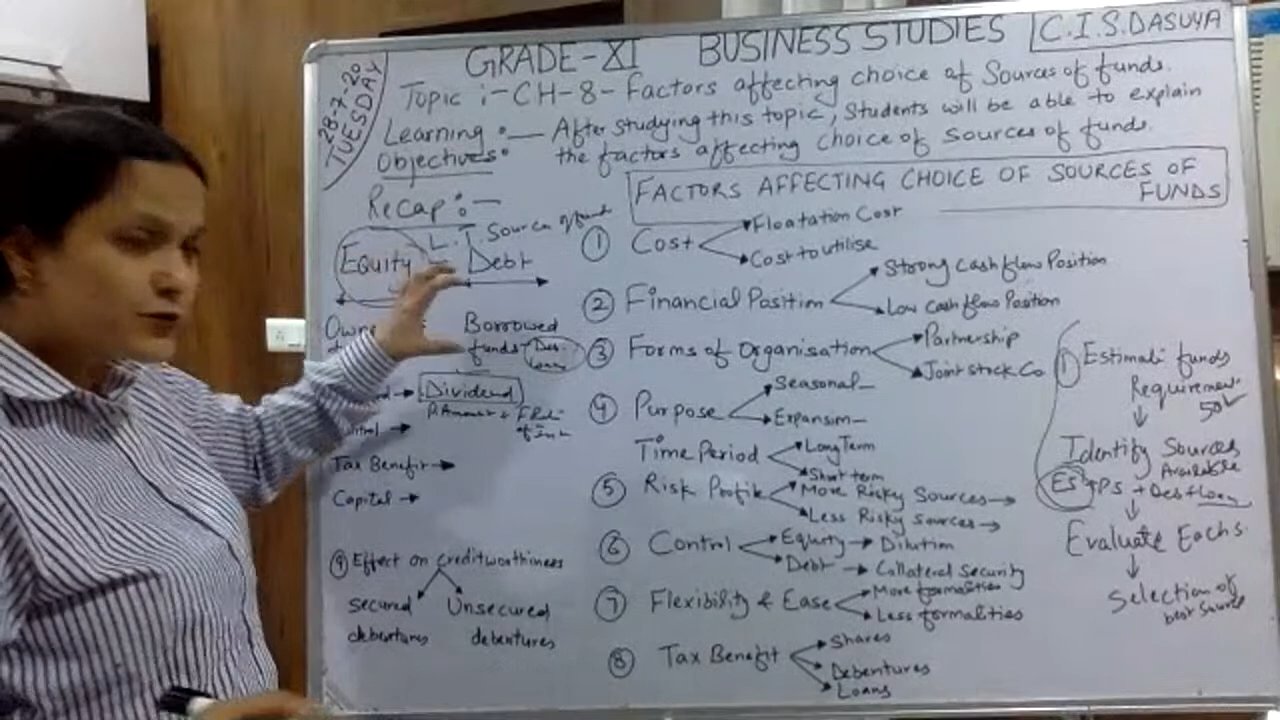 28-7-20
TUESDAY
GRADE-XI BUSINESS STUDIES C.I.S.DASUYA
Topic :- CH-8- Factors affecting choice of Sources of funds.
Learning :— After studying this topic, Students will be able to explain
Objectives: the factors affecting choice of sources of funds.
Recap :-
L.T. Source of fund
Equity Debt
Borrowed
funds
Dividend
Tax Benefit →
Capital →
⑨ Effect on creditworthiness
secured Unsecured
debentures debentures
FACTORS AFFECTING CHOICE OF SOURCES OF
FUNDS
① Cost Floatation Cost
Cost to utilise
② Financial Position Strong Cash flow Position
Low cash flow Position
③ Forms of Organisation Partnership
Joint stock Co
④ Purpose Seasonal
Expansion
Time Period Long Term
Short term
⑤ Risk Profile More Risky Sources →
Less Risky Sources →
⑥ Control Equity → Dilution
Debt → Collateral Security
⑦ Flexibility & Ease More formalities
Less formalities
⑧ Tax Benefit Shares
Debentures
Loans
① Estimate funds
Requirement
↓
Identify Sources
Available
↓
Evaluate Each
↓
Selection of
best source